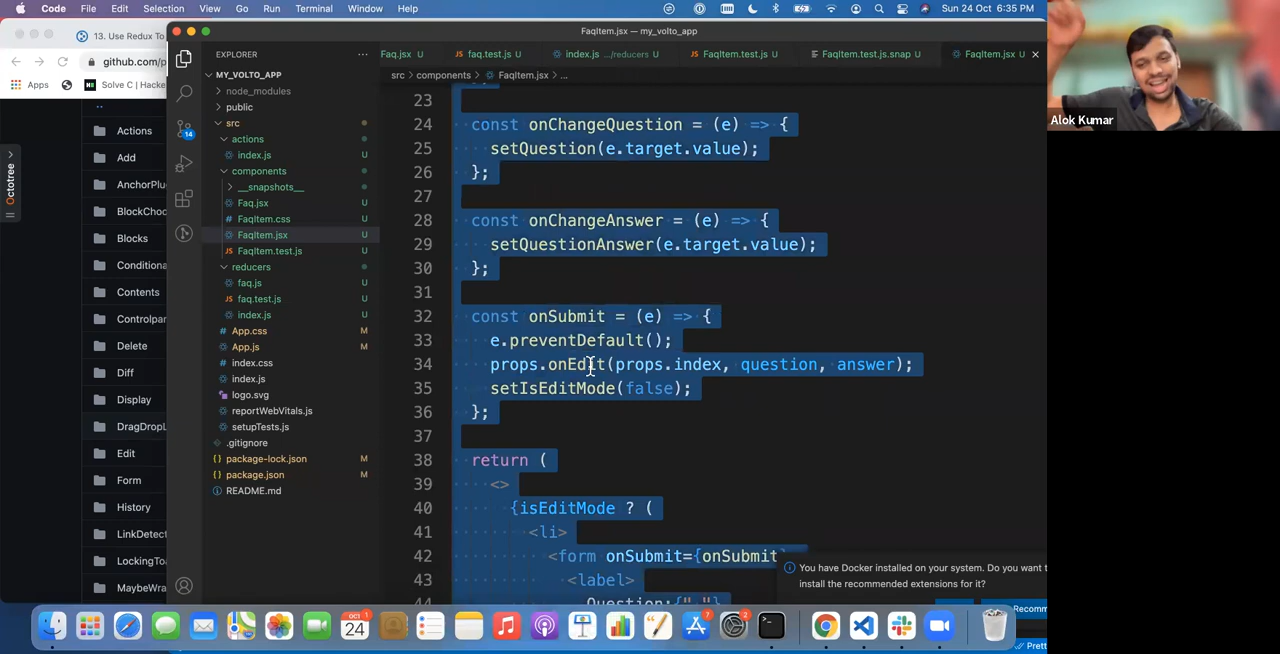 Code File Edit Selection View Go Run Terminal Window Help
Sun 24 Oct 6:35 PM
13. Use Redux To
github.com/p
Apps
Solve C | Hacke
Octotree
..
Actions
Add
AnchorPlu
BlockChoo
Blocks
Conditiona
Contents
Controlpar
Delete
Diff
Display
DragDropL
Edit
Form
History
LinkDetect
LockingToa
MaybeWra
FaqItem.jsx — my_volto_app
EXPLORER
MY_VOLTO_APP
node_modules
public
src
actions
index.js U
components
__snapshots__
Faq.jsx U
FaqItem.css U
FaqItem.jsx U
FaqItem.test.js U
reducers
faq.js U
faq.test.js U
index.js U
App.css M
App.js M
index.css
index.js
logo.svg
reportWebVitals.js
setupTests.js
.gitignore
package-lock.json M
package.json M
README.md
14
Faq.jsx U
faq.test.js U
index.js .../reducers U
FaqItem.test.js U
FaqItem.test.js.snap U
FaqItem.jsx U
src > components > FaqItem.jsx > ...
23
24 const onChangeQuestion = (e) => {
25 setQuestion(e.target.value);
26 };
27
28 const onChangeAnswer = (e) => {
29 setQuestionAnswer(e.target.value);
30 };
31
32 const onSubmit = (e) => {
33 e.preventDefault();
34 props.onEdit(props.index, question, answer);
35 setIsEditMode(false);
36 };
37
38 return (
39 <>
40 {isEditMode ? (
41 <li>
42 <form onSubmit={onSubmit}
43 <label>
44 Question:{" "}
You have Docker installed on your system. Do you want t
install the recommended extensions for it?
Recomm
Prett
Alok Kumar
OCT
24
1
7
2